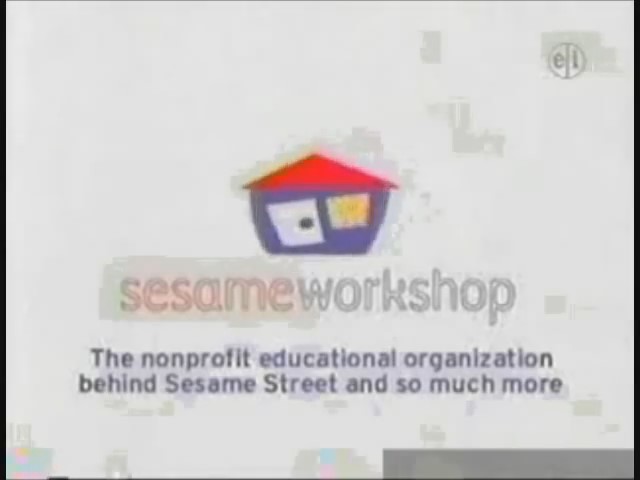 e|i
sesameworkshop
The nonprofit educational organization
behind Sesame Street and so much more